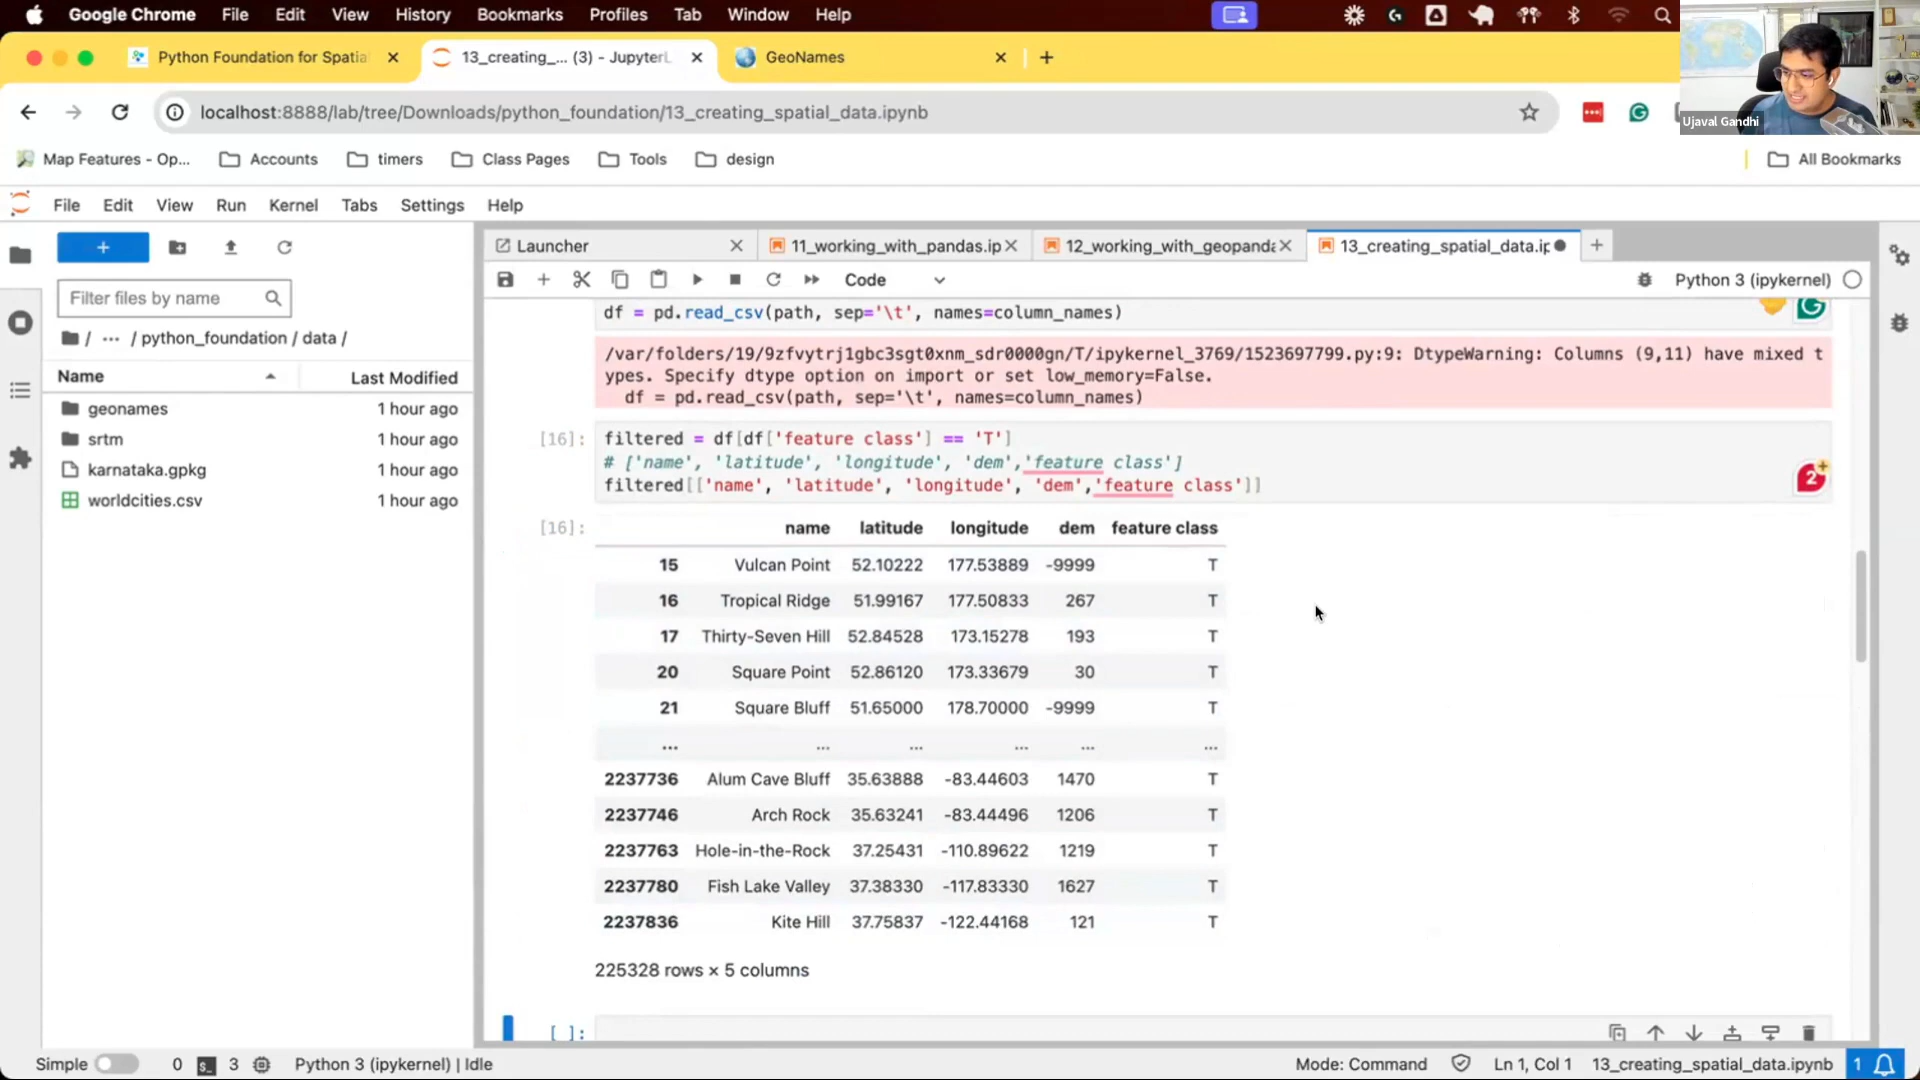 Google Chrome File Edit View History Bookmarks Profiles Tab Window Help
Python Foundation for Spatia
13_creating_... (3) - JupyterL
GeoNames
localhost:8888/lab/tree/Downloads/python_foundation/13_creating_spatial_data.ipynb
Ujaval Gandhi
Map Features - Op... Accounts timers Class Pages Tools design All Bookmarks
File Edit View Run Kernel Tabs Settings Help
Launcher 11_working_with_pandas.ip 12_working_with_geopanda 13_creating_spatial_data.ip
Code Python 3 (ipykernel)
Filter files by name
/ ... / python_foundation / data /
Name Last Modified
geonames 1 hour ago
srtm 1 hour ago
karnataka.gpkg 1 hour ago
worldcities.csv 1 hour ago
df = pd.read_csv(path, sep='\t', names=column_names)
/var/folders/19/9zfvytrj1gbc3sgt0xnm_sdr0000gn/T/ipykernel_3769/1523697799.py:9: DtypeWarning: Columns (9,11) have mixed t
ypes. Specify dtype option on import or set low_memory=False.
df = pd.read_csv(path, sep='\t', names=column_names)
[16]: filtered = df[df['feature class'] == 'T']
# ['name', 'latitude', 'longitude', 'dem','feature class']
filtered[['name', 'latitude', 'longitude', 'dem','feature class']]
2
[16]: name latitude longitude dem feature class
15 Vulcan Point 52.10222 177.53889 -9999 T
16 Tropical Ridge 51.99167 177.50833 267 T
17 Thirty-Seven Hill 52.84528 173.15278 193 T
20 Square Point 52.86120 173.33679 30 T
21 Square Bluff 51.65000 178.70000 -9999 T
... ... ... ... ... ...
2237736 Alum Cave Bluff 35.63888 -83.44603 1470 T
2237746 Arch Rock 35.63241 -83.44496 1206 T
2237763 Hole-in-the-Rock 37.25431 -110.89622 1219 T
2237780 Fish Lake Valley 37.38330 -117.83330 1627 T
2237836 Kite Hill 37.75837 -122.44168 121 T
225328 rows × 5 columns
[ ]:
Simple 0 3 Python 3 (ipykernel) | Idle Mode: Command Ln 1, Col 1 13_creating_spatial_data.ipynb 1